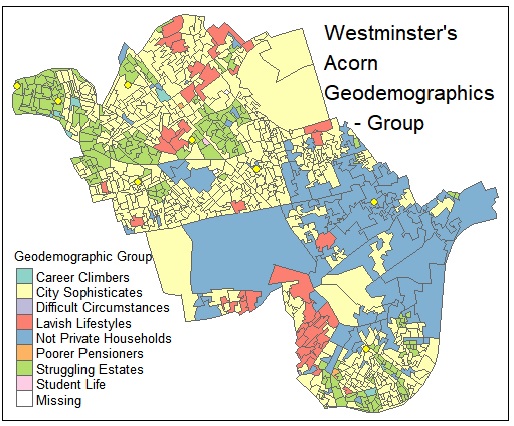 Westminster's
Acorn
Geodemographics
- Group
Geodemographic Group
Career Climbers
City Sophisticates
Difficult Circumstances
Lavish Lifestyles
Not Private Households
Poorer Pensioners
Struggling Estates
Student Life
Missing